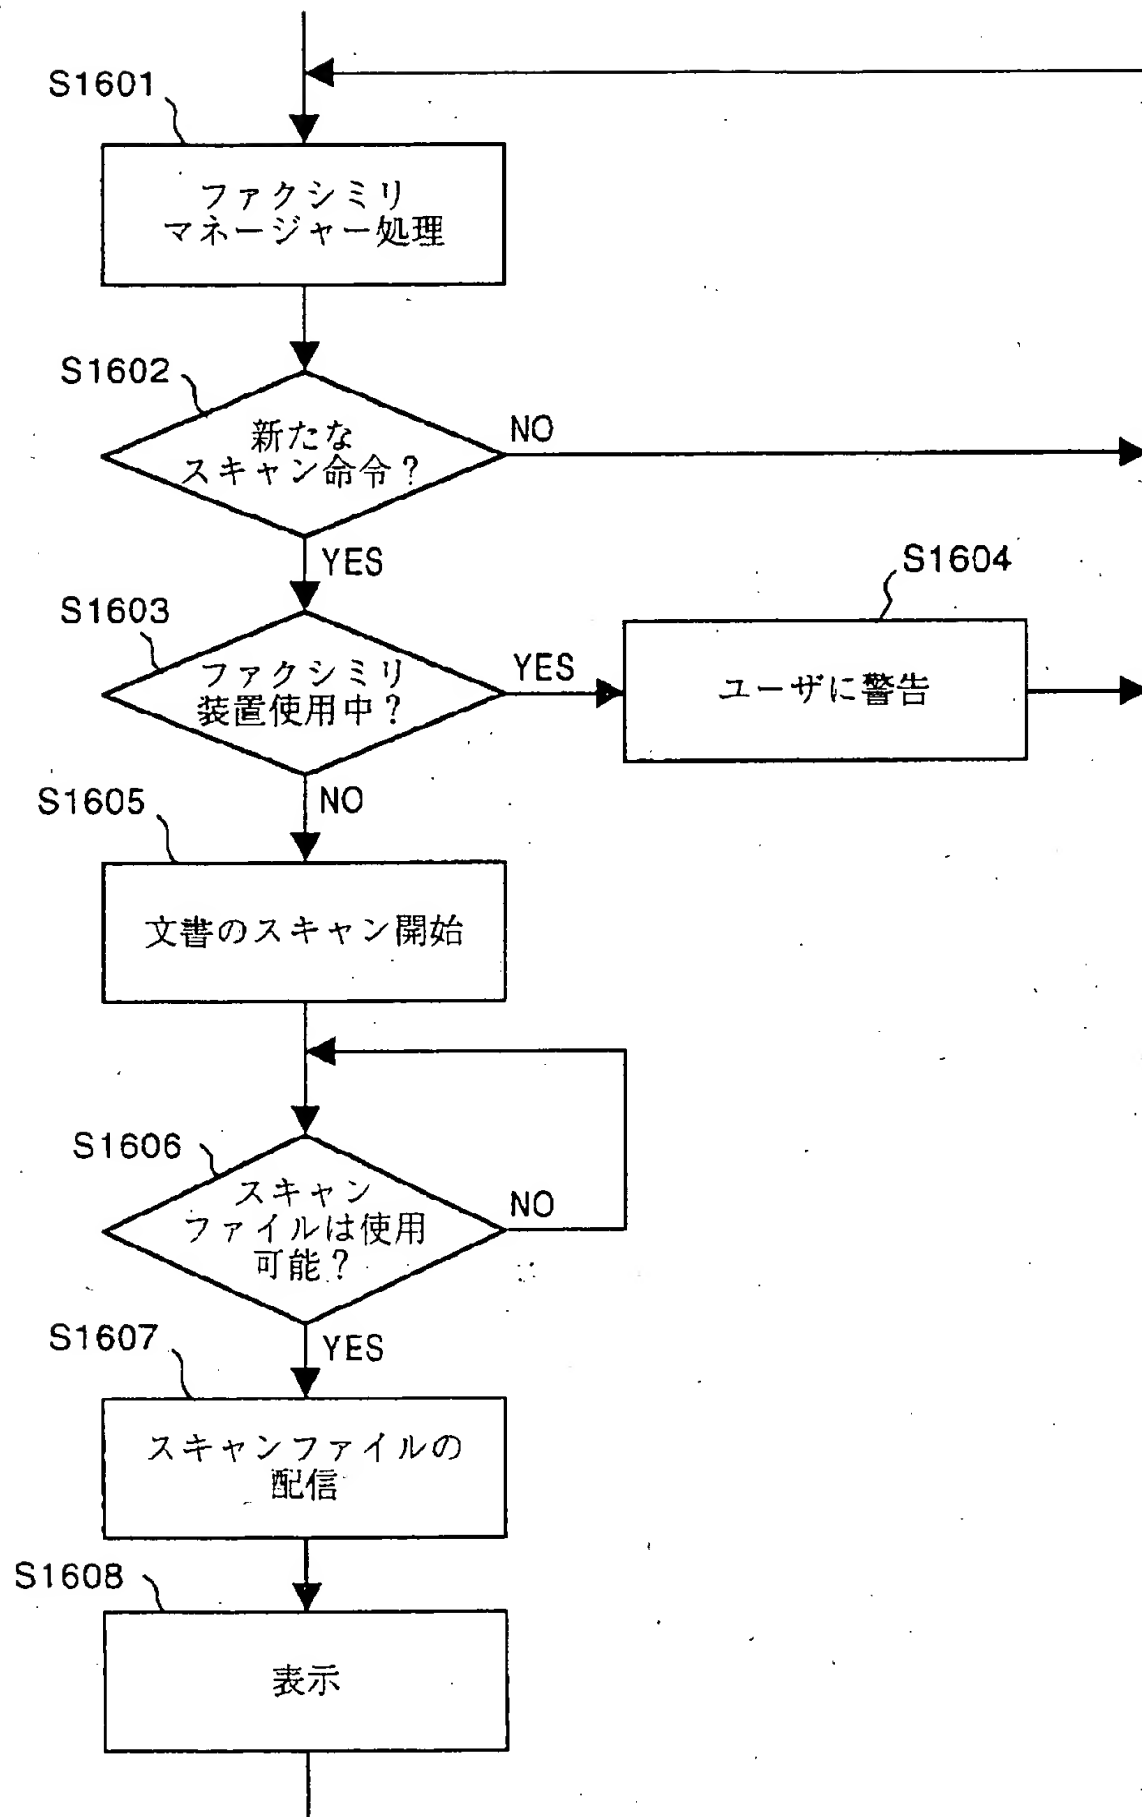 S1601
ファクシミリ
マネージャー処理
S1602
新たな
スキャン命令？
NO
YES
S1603
ファクシミリ
装置使用中？
YES
S1604
ユーザに警告
NO
S1605
文書のスキャン開始
S1606
スキャン
ファイルは使用
可能？
NO
YES
S1607
スキャンファイルの
配信
S1608
表示